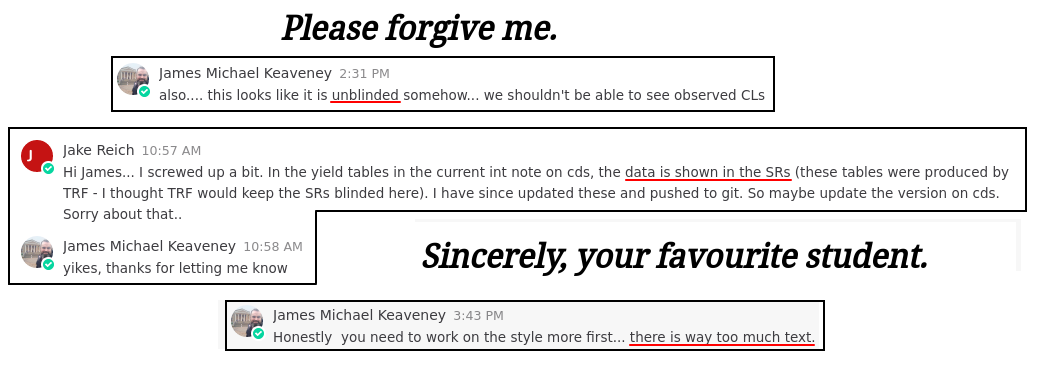 Please forgive me.
James Michael Keaveney 2:31 PM
also.... this looks like it is unblinded somehow... we shouldn't be able to see observed CLs
J
Jake Reich 10:57 AM
Hi James... I screwed up a bit. In the yield tables in the current int note on cds, the data is shown in the SRs (these tables were produced by
TRF - I thought TRF would keep the SRs blinded here). I have since updated these and pushed to git. So maybe update the version on cds.
Sorry about that..
James Michael Keaveney 10:58 AM
yikes, thanks for letting me know
Sincerely, your favourite student.
James Michael Keaveney 3:43 PM
Honestly  you need to work on the style more first... there is way too much text.